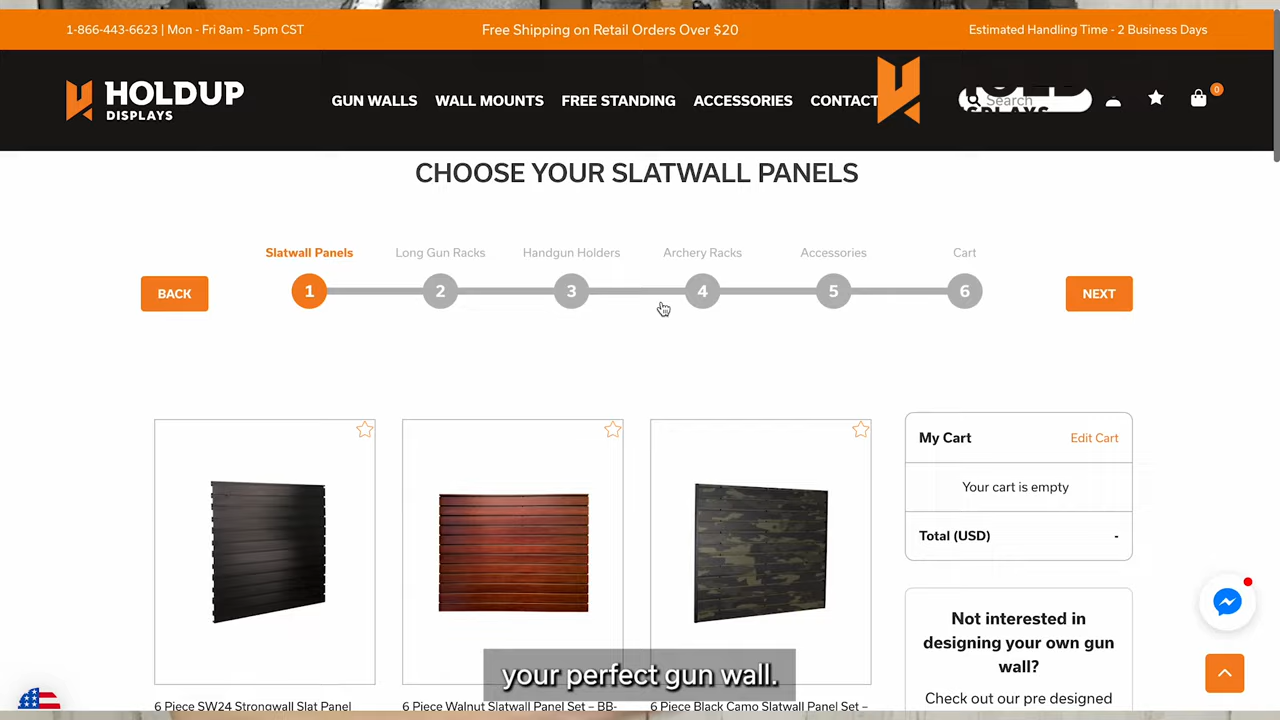 1-866-443-6623 | Mon - Fri 8am - 5pm CST
Free Shipping on Retail Orders Over $20
Estimated Handling Time - 2 Business Days
HOLDUP
DISPLAYS
GUN WALLS
WALL MOUNTS
FREE STANDING
ACCESSORIES
CONTACT
Search
0
CHOOSE YOUR SLATWALL PANELS
Slatwall Panels
Long Gun Racks
Handgun Holders
Archery Racks
Accessories
Cart
BACK
1
2
3
4
5
6
NEXT
My Cart
Edit Cart
Your cart is empty
Total (USD)
-
Not interested in
designing your own gun
wall?
Check out our pre designed
6 Piece SW24 Strongwall Slat Panel
6 Piece Walnut Slatwall Panel Set – BB-
6 Piece Black Camo Slatwall Panel Set –
your perfect gun wall.